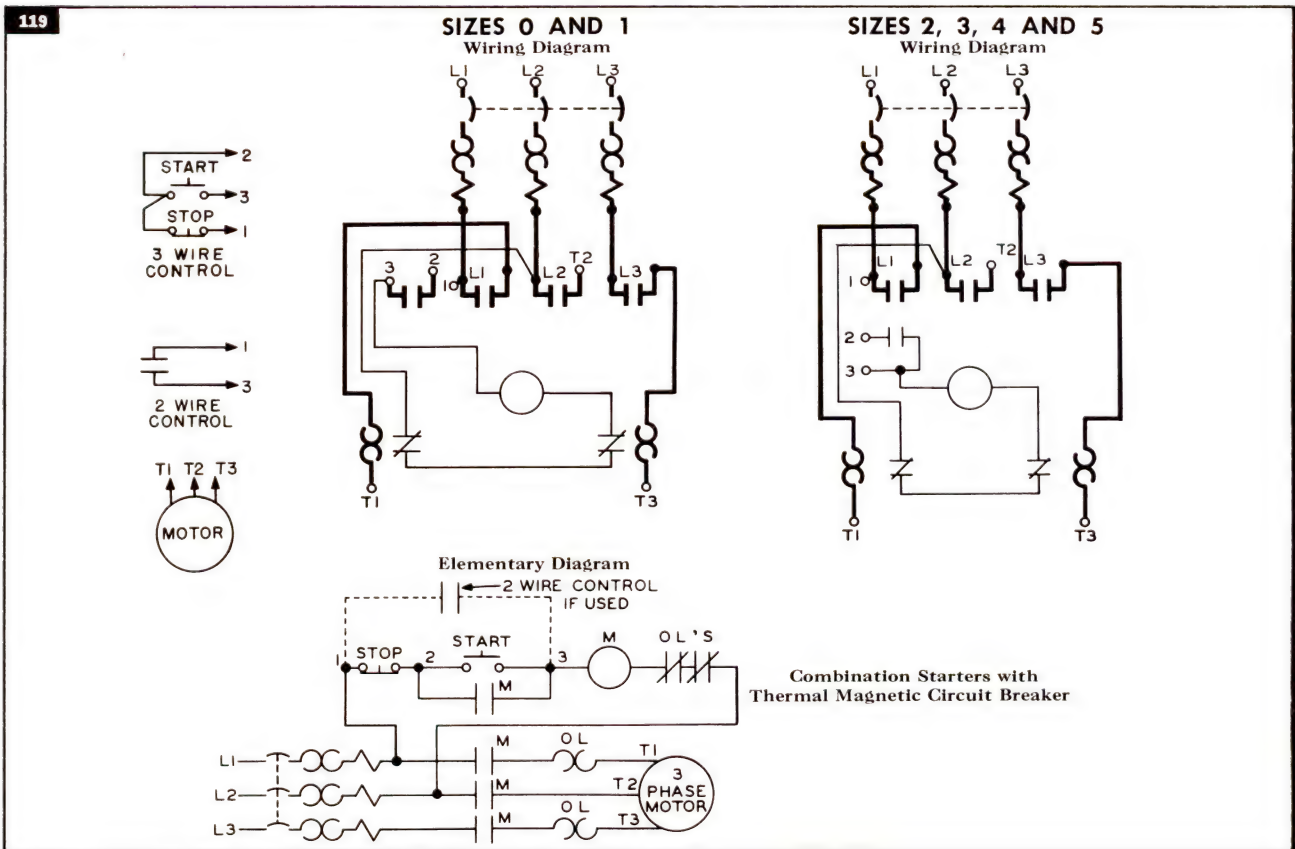 119
SIZES 0 AND 1
Wiring Diagram
L1 L2 L3
SIZES 2, 3, 4 AND 5
Wiring Diagram
L1 L2 L3
2
START
3
STOP
1
3 WIRE
CONTROL
3 2 1 L1 L2 T2 L3
1 L1 L2 T2 L3
2
3
1
3
2 WIRE
CONTROL
T1 T2 T3
MOTOR
T1 T3
T1 T3
Elementary Diagram
2 WIRE CONTROL
IF USED
1 STOP 2 START 3 M OL'S
M
Combination Starters with
Thermal Magnetic Circuit Breaker
L1 M OL T1
L2 M T2
L3 M OL T3
3
PHASE
MOTOR